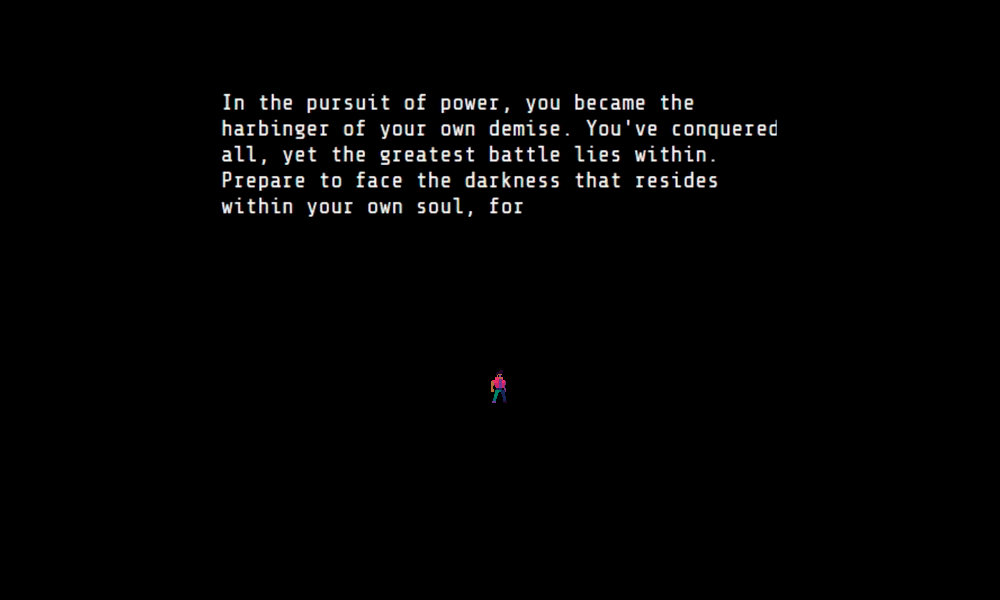 In the pursuit of power, you became the
harbinger of your own demise. You've conquered
all, yet the greatest battle lies within.
Prepare to face the darkness that resides
within your own soul, for